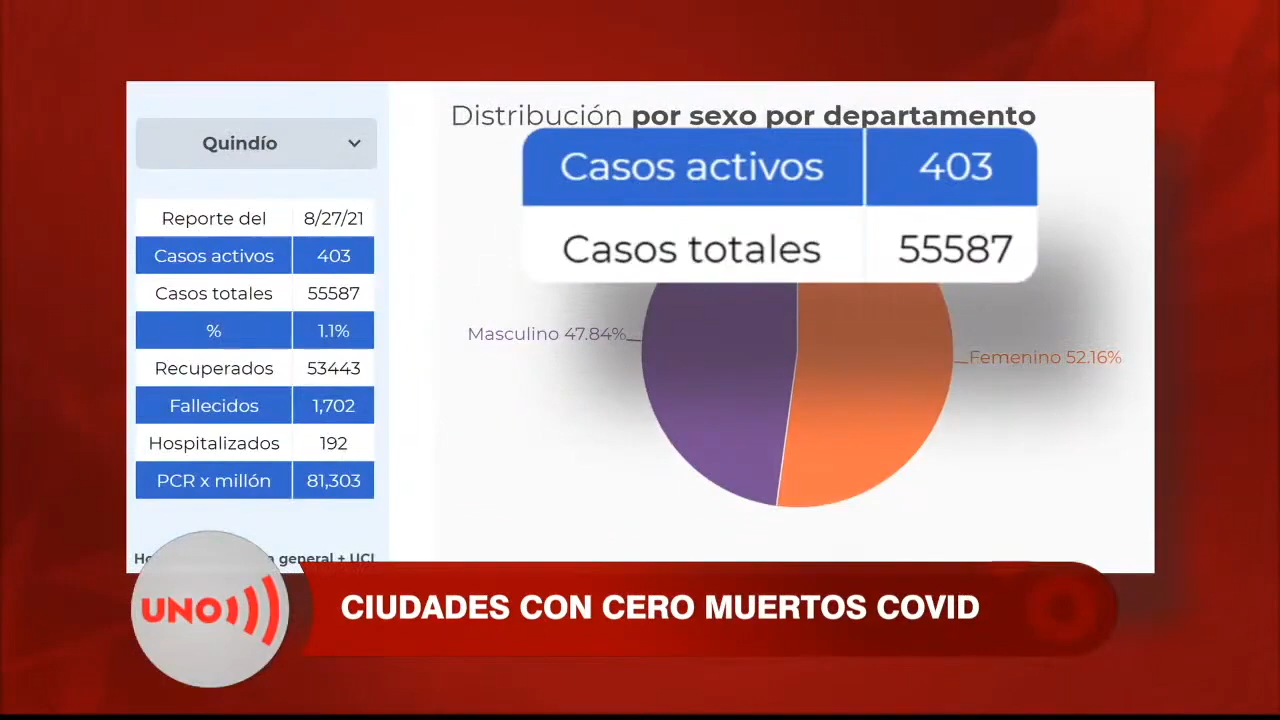 Quindío
Reporte del 8/27/21
Casos activos 403
Casos totales 55587
% 1.1%
Recuperados 53443
Fallecidos 1,702
Hospitalizados 192
PCR x millón 81,303
general + UCI
Distribución por sexo por departamento
Casos activos 403
Casos totales 55587
Masculino 47.84%
Femenino 52.16%
UNO
CIUDADES CON CERO MUERTOS COVID